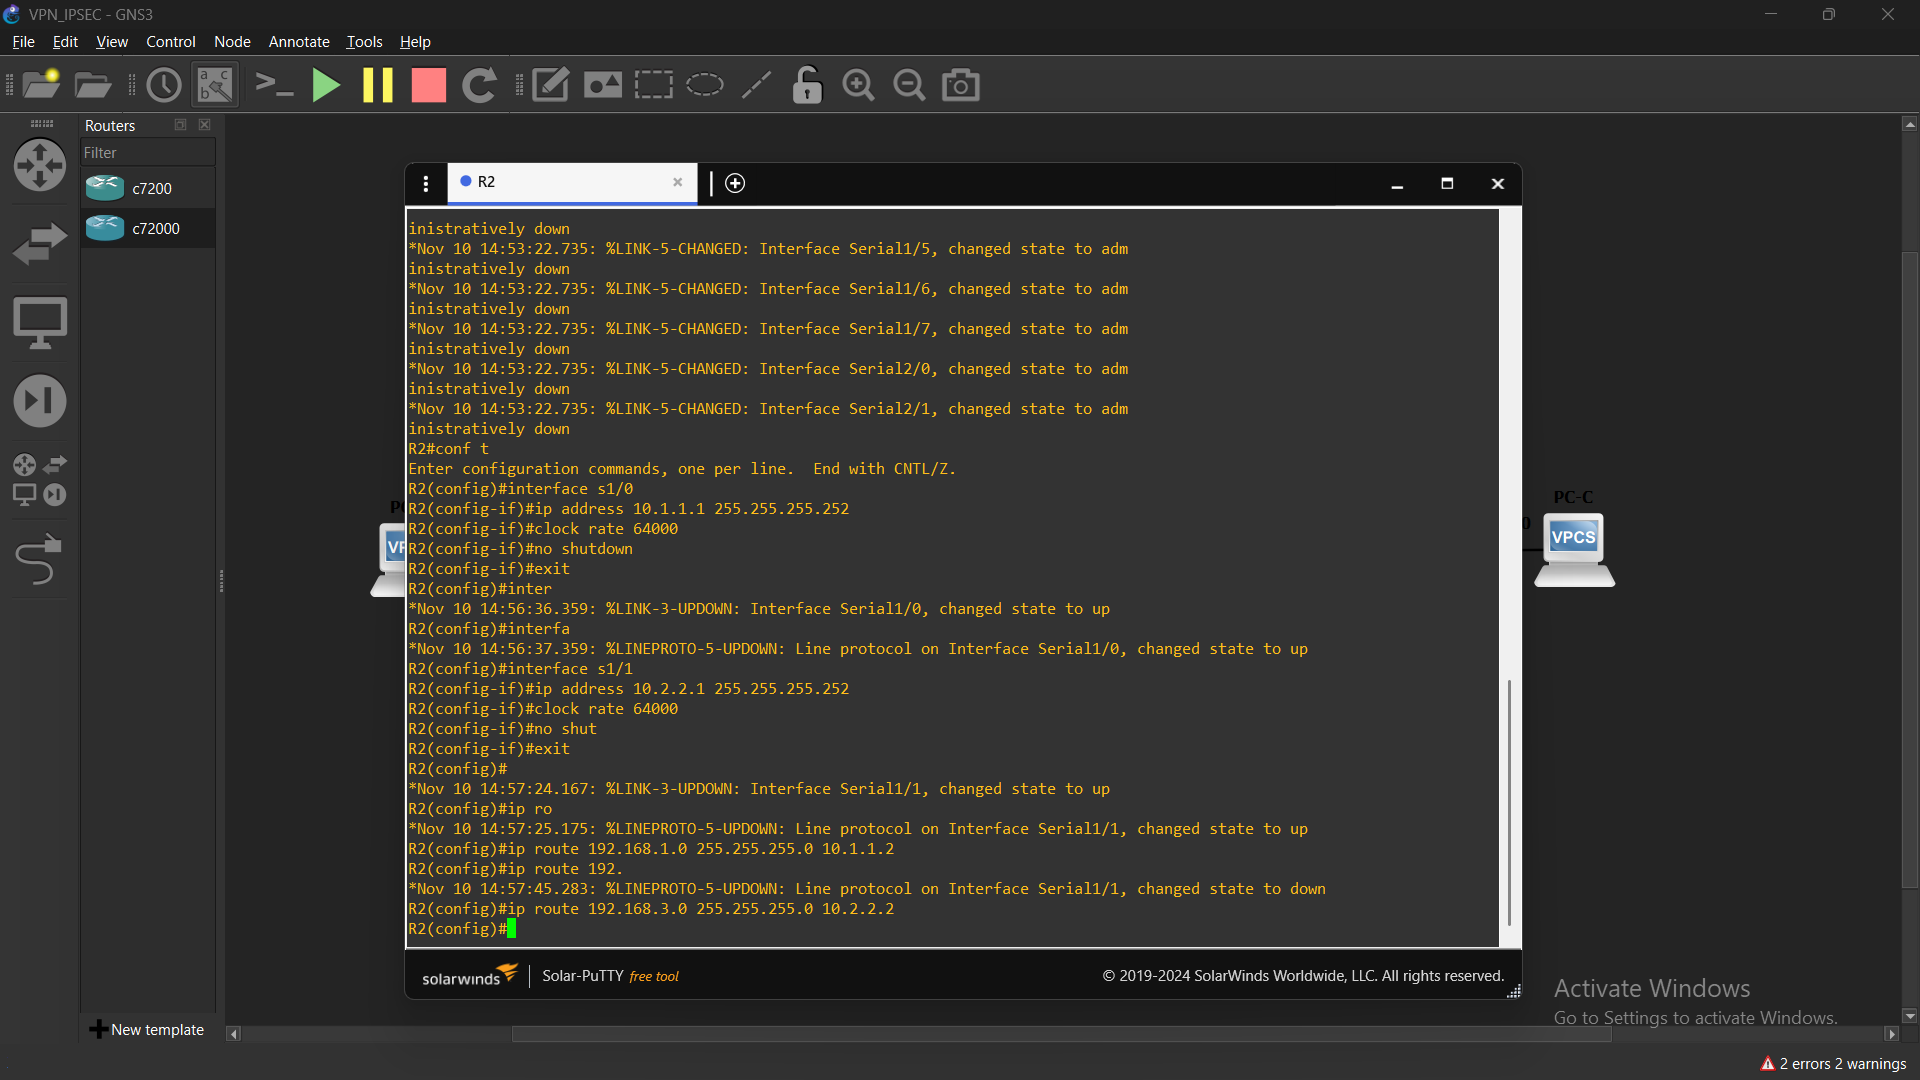 VPN_IPSEC - GNS3
File Edit View Control Node Annotate Tools Help
Routers
Filter
c7200
c72000
New template
R2
inistratively down
*Nov 10 14:53:22.735: %LINK-5-CHANGED: Interface Serial1/5, changed state to adm
inistratively down
*Nov 10 14:53:22.735: %LINK-5-CHANGED: Interface Serial1/6, changed state to adm
inistratively down
*Nov 10 14:53:22.735: %LINK-5-CHANGED: Interface Serial1/7, changed state to adm
inistratively down
*Nov 10 14:53:22.735: %LINK-5-CHANGED: Interface Serial2/0, changed state to adm
inistratively down
*Nov 10 14:53:22.735: %LINK-5-CHANGED: Interface Serial2/1, changed state to adm
inistratively down
R2#conf t
Enter configuration commands, one per line.  End with CNTL/Z.
R2(config)#interface s1/0
R2(config-if)#ip address 10.1.1.1 255.255.255.252
R2(config-if)#clock rate 64000
R2(config-if)#no shutdown
R2(config-if)#exit
R2(config)#inter
*Nov 10 14:56:36.359: %LINK-3-UPDOWN: Interface Serial1/0, changed state to up
R2(config)#interfa
*Nov 10 14:56:37.359: %LINEPROTO-5-UPDOWN: Line protocol on Interface Serial1/0, changed state to up
R2(config)#interface s1/1
R2(config-if)#ip address 10.2.2.1 255.255.255.252
R2(config-if)#clock rate 64000
R2(config-if)#no shut
R2(config-if)#exit
R2(config)#
*Nov 10 14:57:24.167: %LINK-3-UPDOWN: Interface Serial1/1, changed state to up
R2(config)#ip ro
*Nov 10 14:57:25.175: %LINEPROTO-5-UPDOWN: Line protocol on Interface Serial1/1, changed state to up
R2(config)#ip route 192.168.1.0 255.255.255.0 10.1.1.2
R2(config)#ip route 192.
*Nov 10 14:57:45.283: %LINEPROTO-5-UPDOWN: Line protocol on Interface Serial1/1, changed state to down
R2(config)#ip route 192.168.3.0 255.255.255.0 10.2.2.2
R2(config)#
solarwinds Solar-PuTTY free tool
© 2019-2024 SolarWinds Worldwide, LLC. All rights reserved.
PC-C
VPCS
Activate Windows
Go to Settings to activate Windows.
2 errors 2 warnings